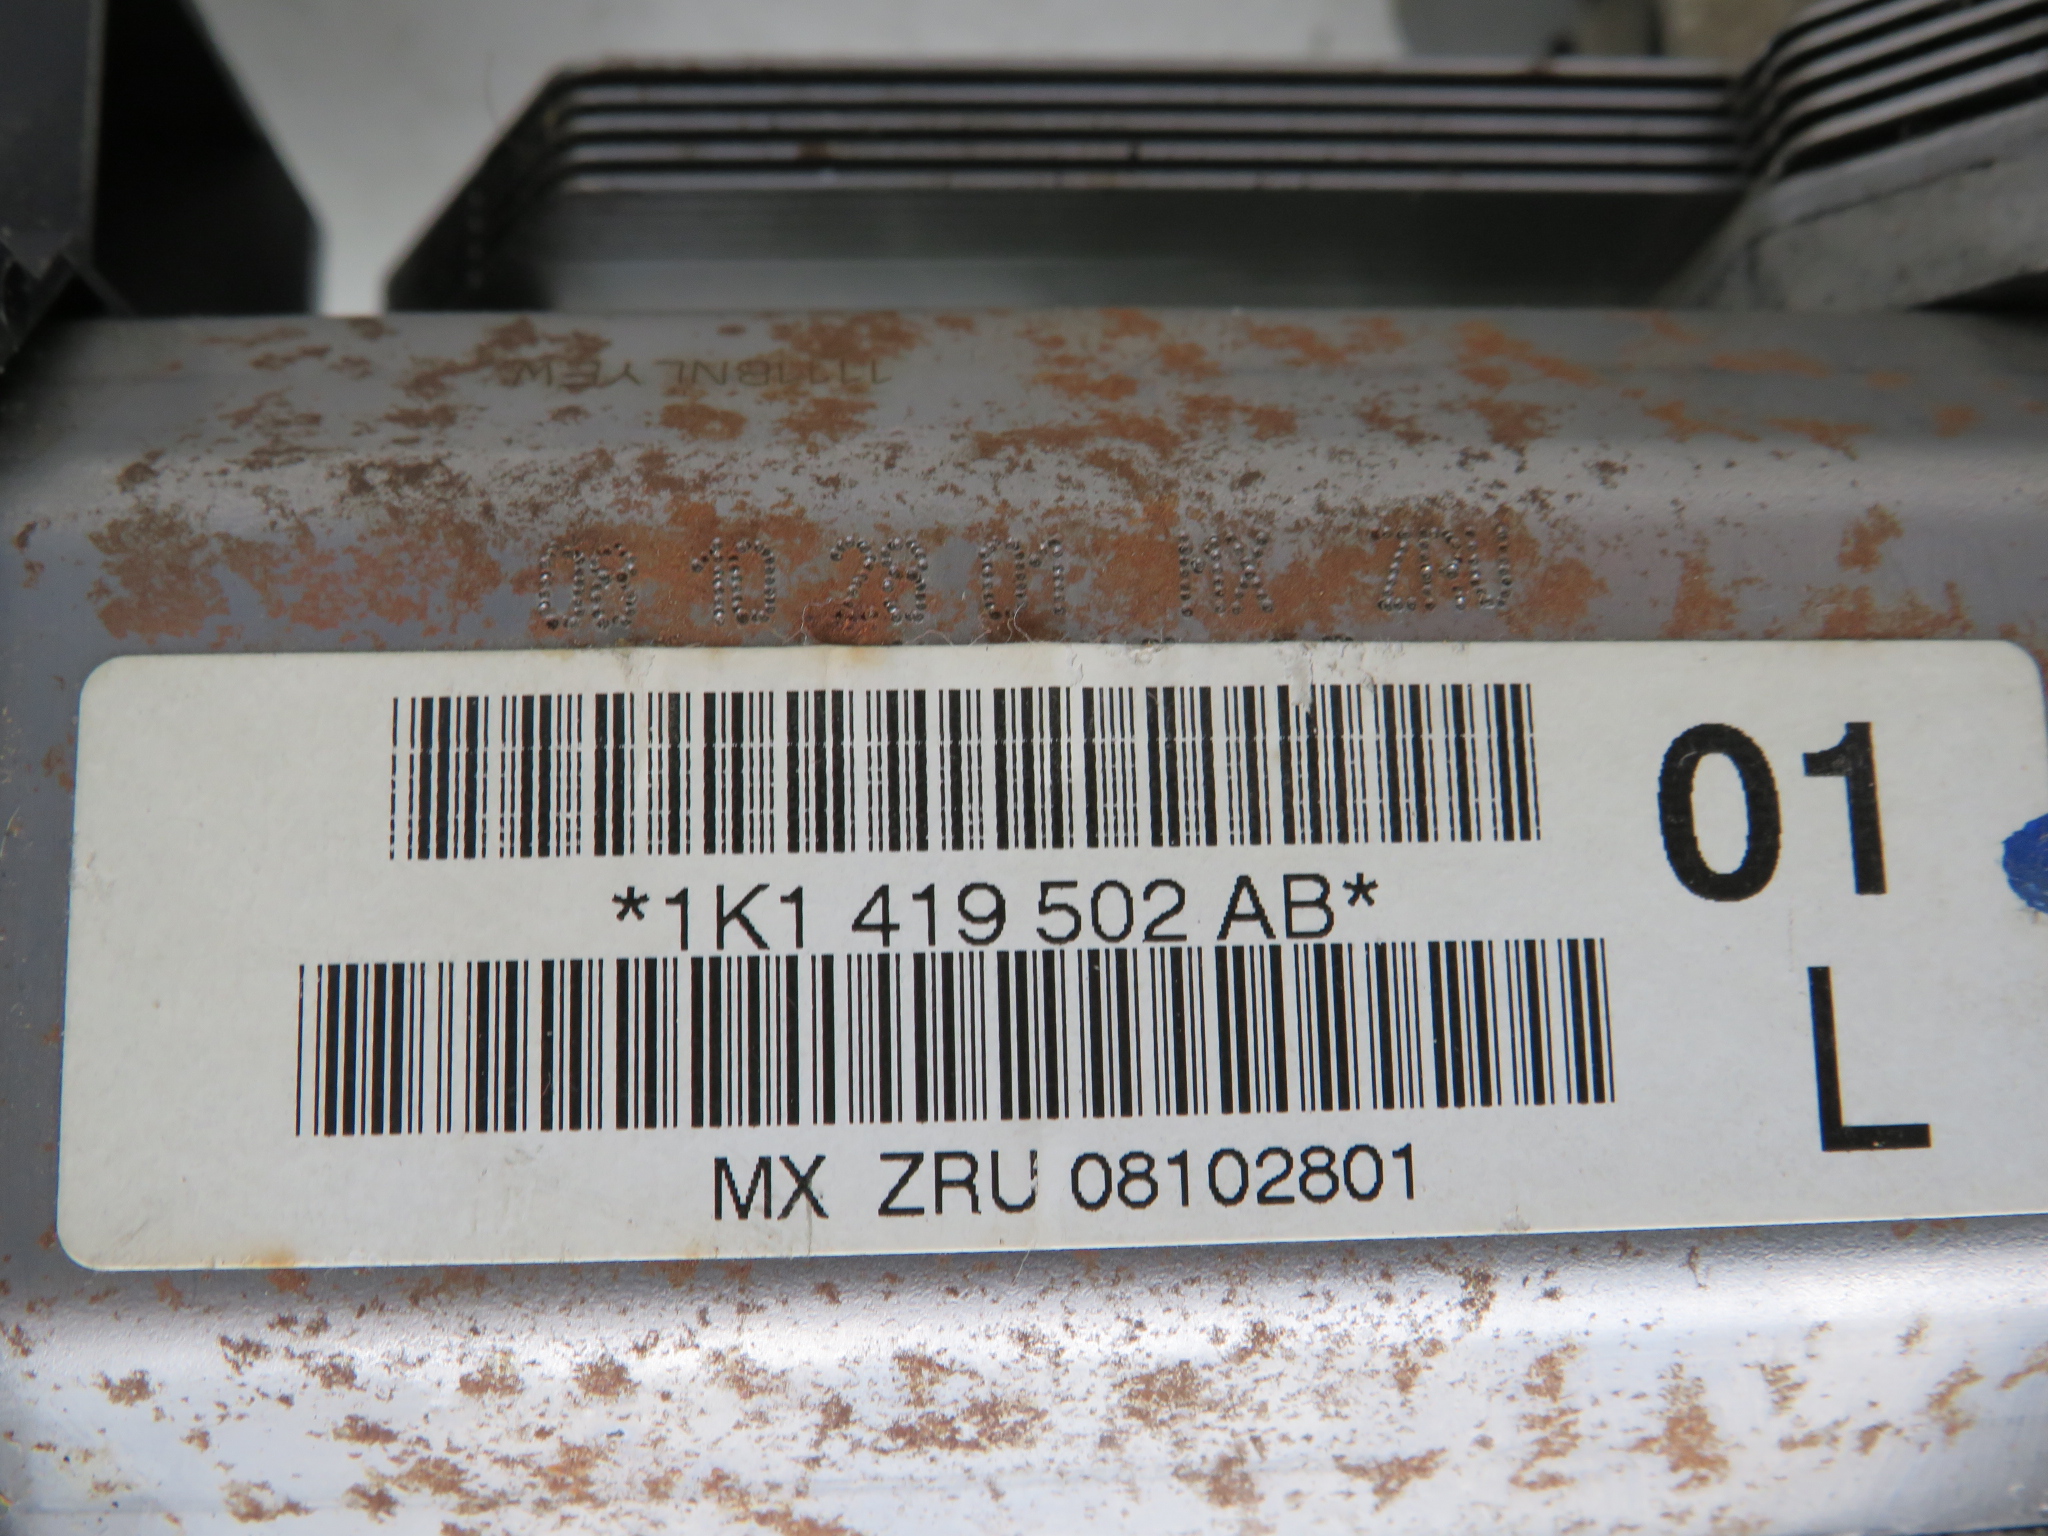 08 10 28 01 MX ZRU
*1K1 419 502 AB*
01
L
MX ZRU 08102801